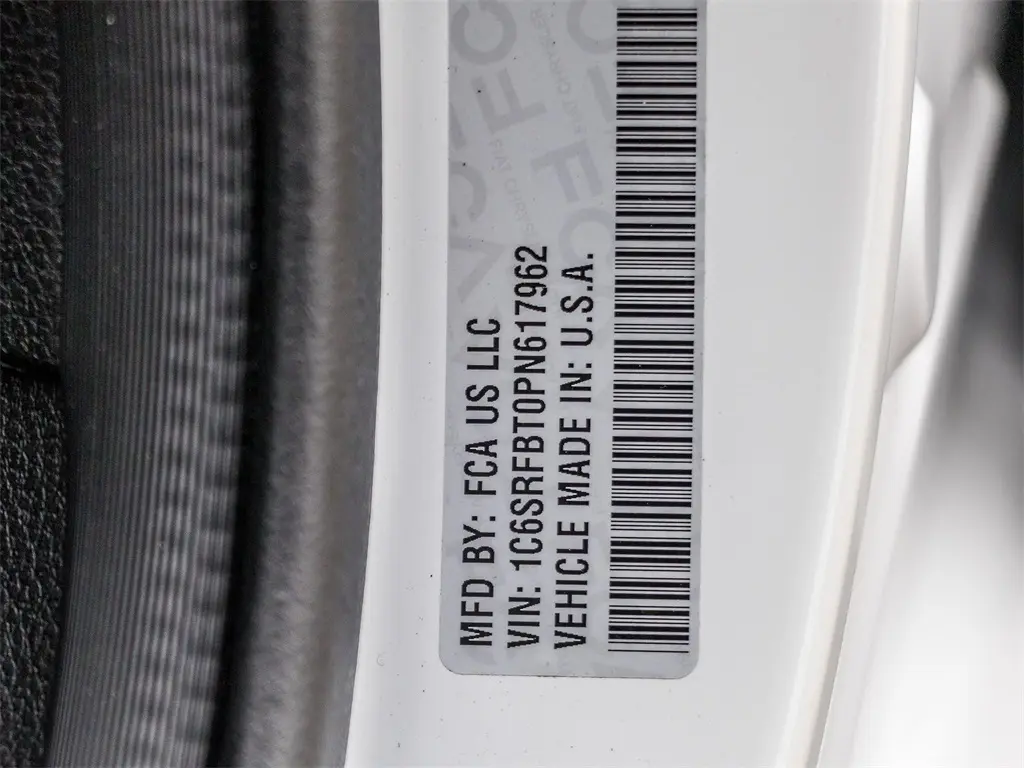 MFD BY: FCA US LLC
VIN: 1C6SRFBT0PN617962
VEHICLE MADE IN: U.S.A.